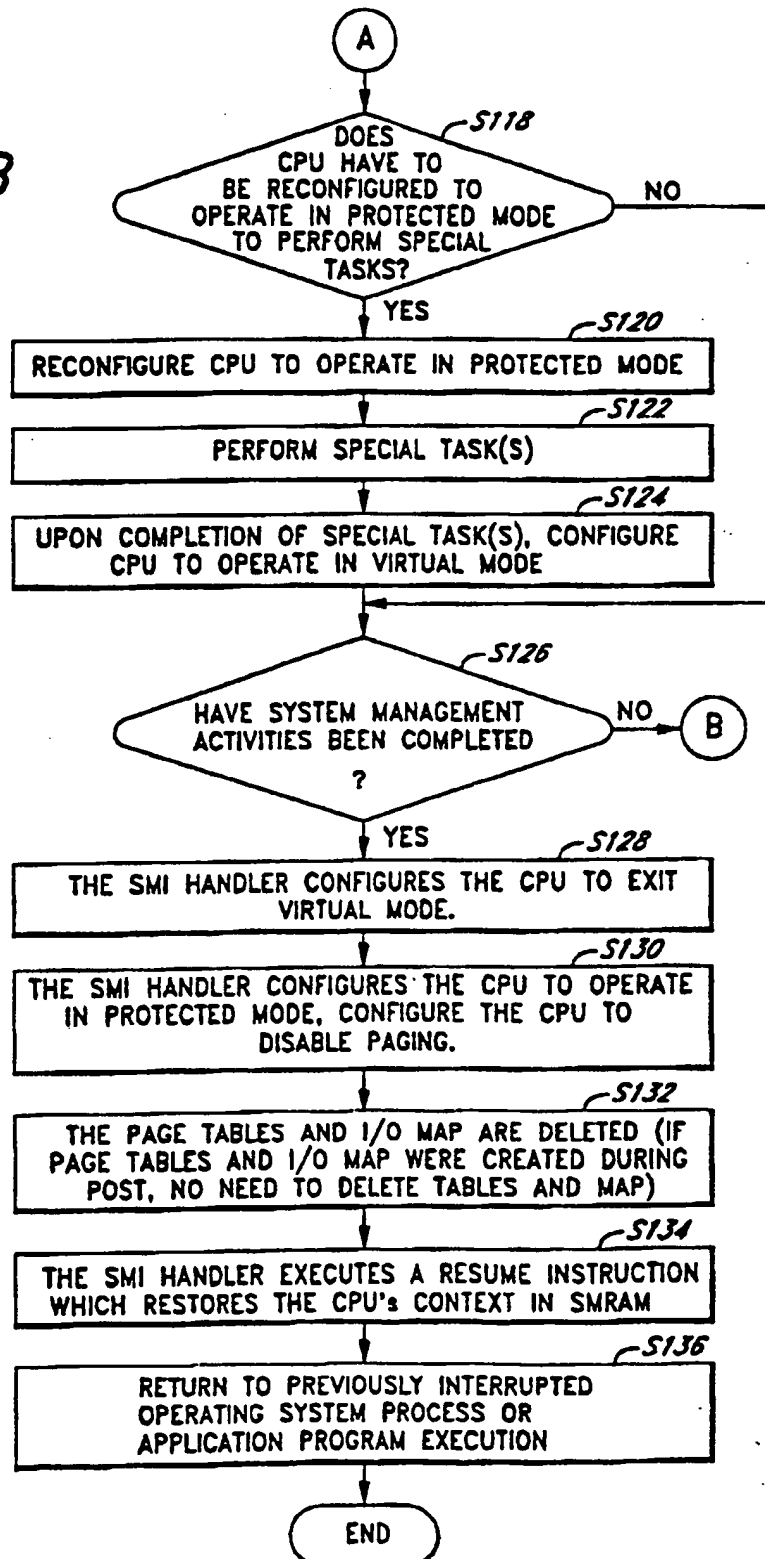 A
S118
DOES
CPU HAVE TO
BE RECONFIGURED TO
OPERATE IN PROTECTED MODE
TO PERFORM SPECIAL
TASKS?
NO
B
YES
S120
RECONFIGURE CPU TO OPERATE IN PROTECTED MODE
S122
PERFORM SPECIAL TASK(S)
S124
UPON COMPLETION OF SPECIAL TASK(S), CONFIGURE
CPU TO OPERATE IN VIRTUAL MODE
S126
HAVE SYSTEM MANAGEMENT
ACTIVITIES BEEN COMPLETED
?
NO
B
YES
S128
THE SMI HANDLER CONFIGURES THE CPU TO EXIT
VIRTUAL MODE.
S130
THE SMI HANDLER CONFIGURES THE CPU TO OPERATE
IN PROTECTED MODE, CONFIGURE THE CPU TO
DISABLE PAGING.
S132
THE PAGE TABLES AND I/O MAP ARE DELETED (IF
PAGE TABLES AND I/O MAP WERE CREATED DURING
POST, NO NEED TO DELETE TABLES AND MAP)
S134
THE SMI HANDLER EXECUTES A RESUME INSTRUCTION
WHICH RESTORES THE CPU's CONTEXT IN SMRAM
S136
RETURN TO PREVIOUSLY INTERRUPTED
OPERATING SYSTEM PROCESS OR
APPLICATION PROGRAM EXECUTION
END